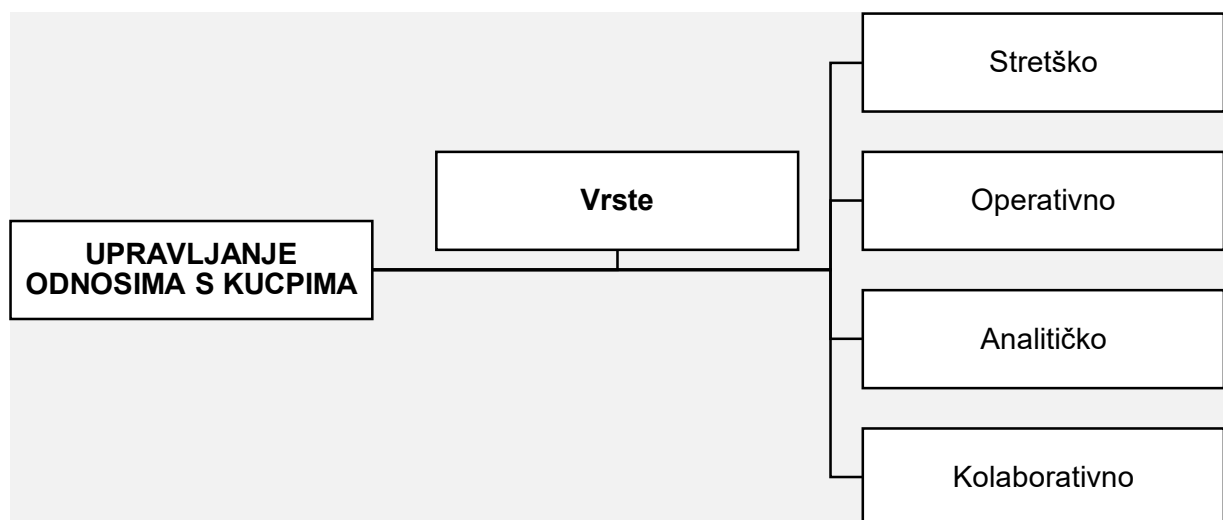 UPRAVLJANJE
ODNOSIMA S KUCPIMA
Vrste
Stretško
Operativno
Analitičko
Kolaborativno